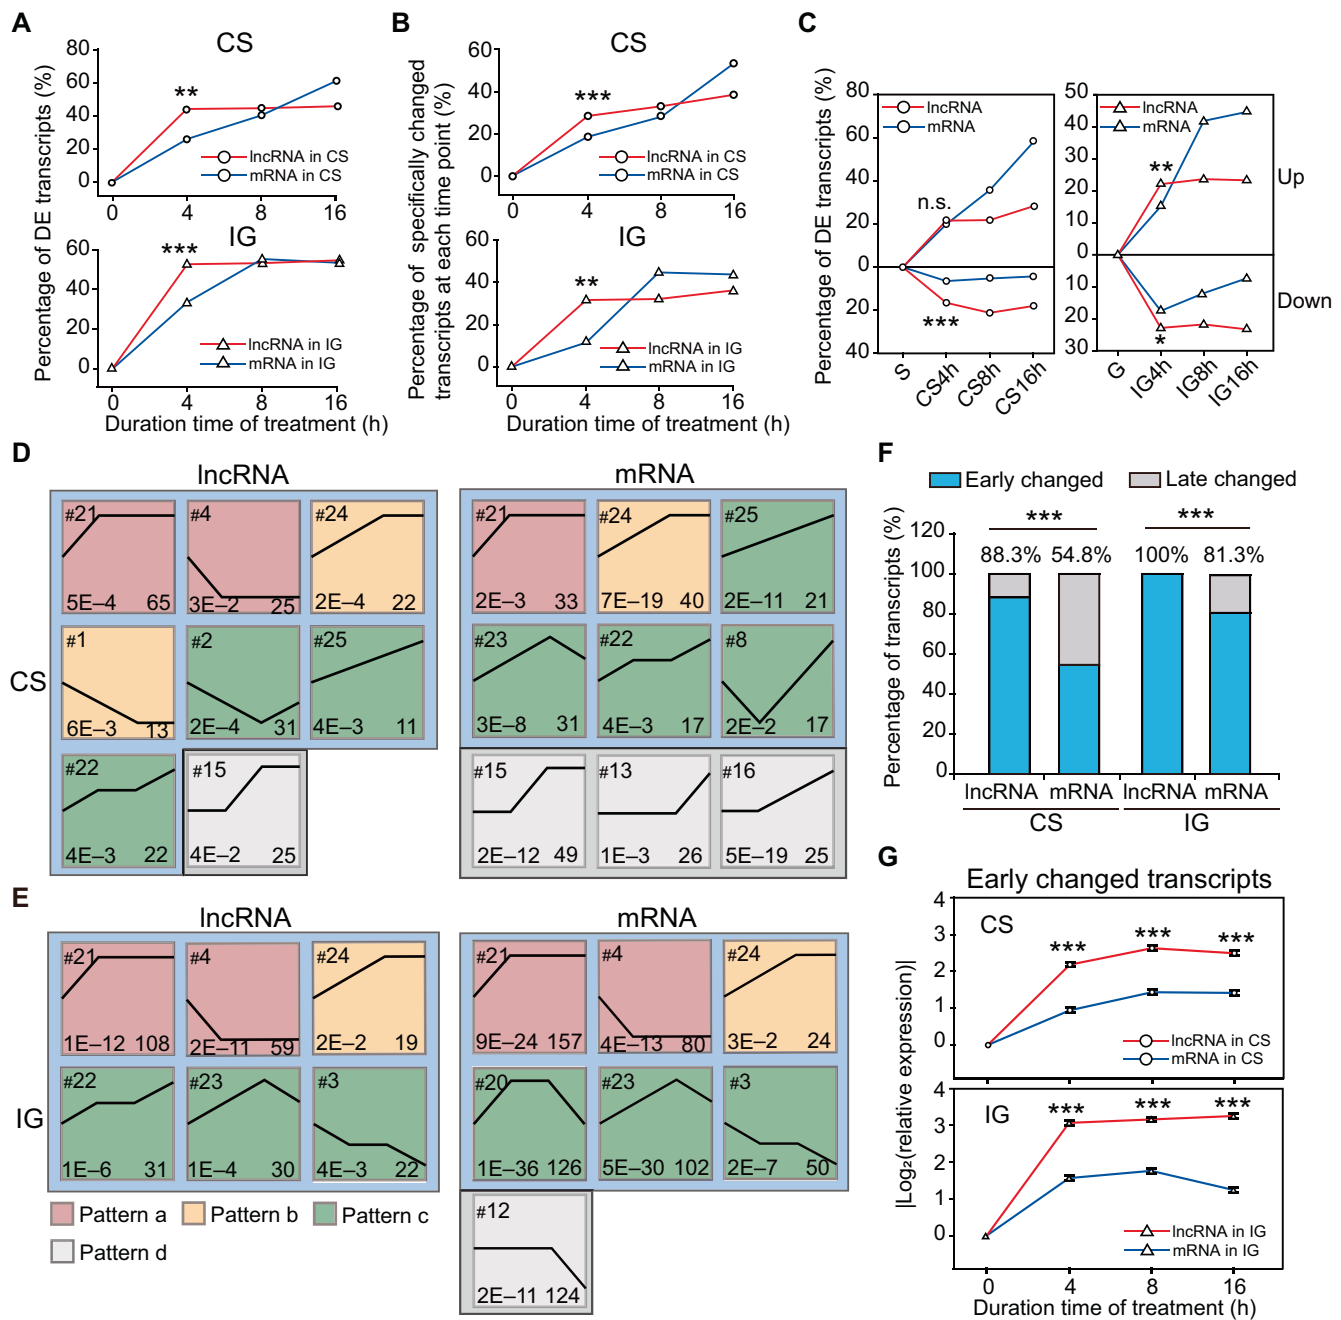 A
CS
Percentage of DE transcripts (%)
80
60
40
20
0
**
lncRNA in CS
mRNA in CS
0 4 8 16
IG
100
80
60
40
20
0
***
lncRNA in IG
mRNA in IG
0 4 8 16
Duration time of treatment (h)
B
CS
Percentage of specifically changed
transcripts at each time point (%)
60
40
20
0
***
lncRNA in CS
mRNA in CS
0 4 8 16
IG
60
40
20
0
**
lncRNA in IG
mRNA in IG
0 4 8 16
Duration time of treatment (h)
C
Percentage of DE transcripts (%)
80
60
40
20
0
20
40
lncRNA
mRNA
n.s.
***
S CS4h CS8h CS16h
50
40
30
20
10
0
10
20
30
lncRNA
mRNA
**
*
G IG4h IG8h IG16h
Up
Down
D
lncRNA
mRNA
CS
#21 #4 #24
5E–4 65 3E–2 25 2E–4 22
#1 #2 #25
6E–3 13 2E–4 31 4E–3 11
#22 #15
4E–3 22 4E–2 25
#21 #24 #25
2E–3 33 7E–19 40 2E–11 21
#23 #22 #8
3E–8 31 4E–3 17 2E–2 17
#15 #13 #16
2E–12 49 1E–3 26 5E–19 25
E
lncRNA
mRNA
IG
#21 #4 #24
1E–12 108 2E–11 59 2E–2 19
#22 #23 #3
1E–6 31 1E–4 30 4E–3 22
#21 #4 #24
9E–24 157 4E–13 80 3E–2 24
#20 #23 #3
1E–36 126 5E–30 102 2E–7 50
#12
2E–11 124
Pattern a Pattern b Pattern c
Pattern d
F
Early changed Late changed
Percentage of transcripts (%)
120
100
80
60
40
20
0
*** ***
88.3% 54.8% 100% 81.3%
lncRNA mRNA lncRNA mRNA
CS IG
G
Early changed transcripts
|Log₂(relative expression)|
CS
4
3
2
1
0
*** *** ***
lncRNA in CS
mRNA in CS
IG
4
3
2
1
0
*** *** ***
lncRNA in IG
mRNA in IG
0 4 8 16
Duration time of treatment (h)